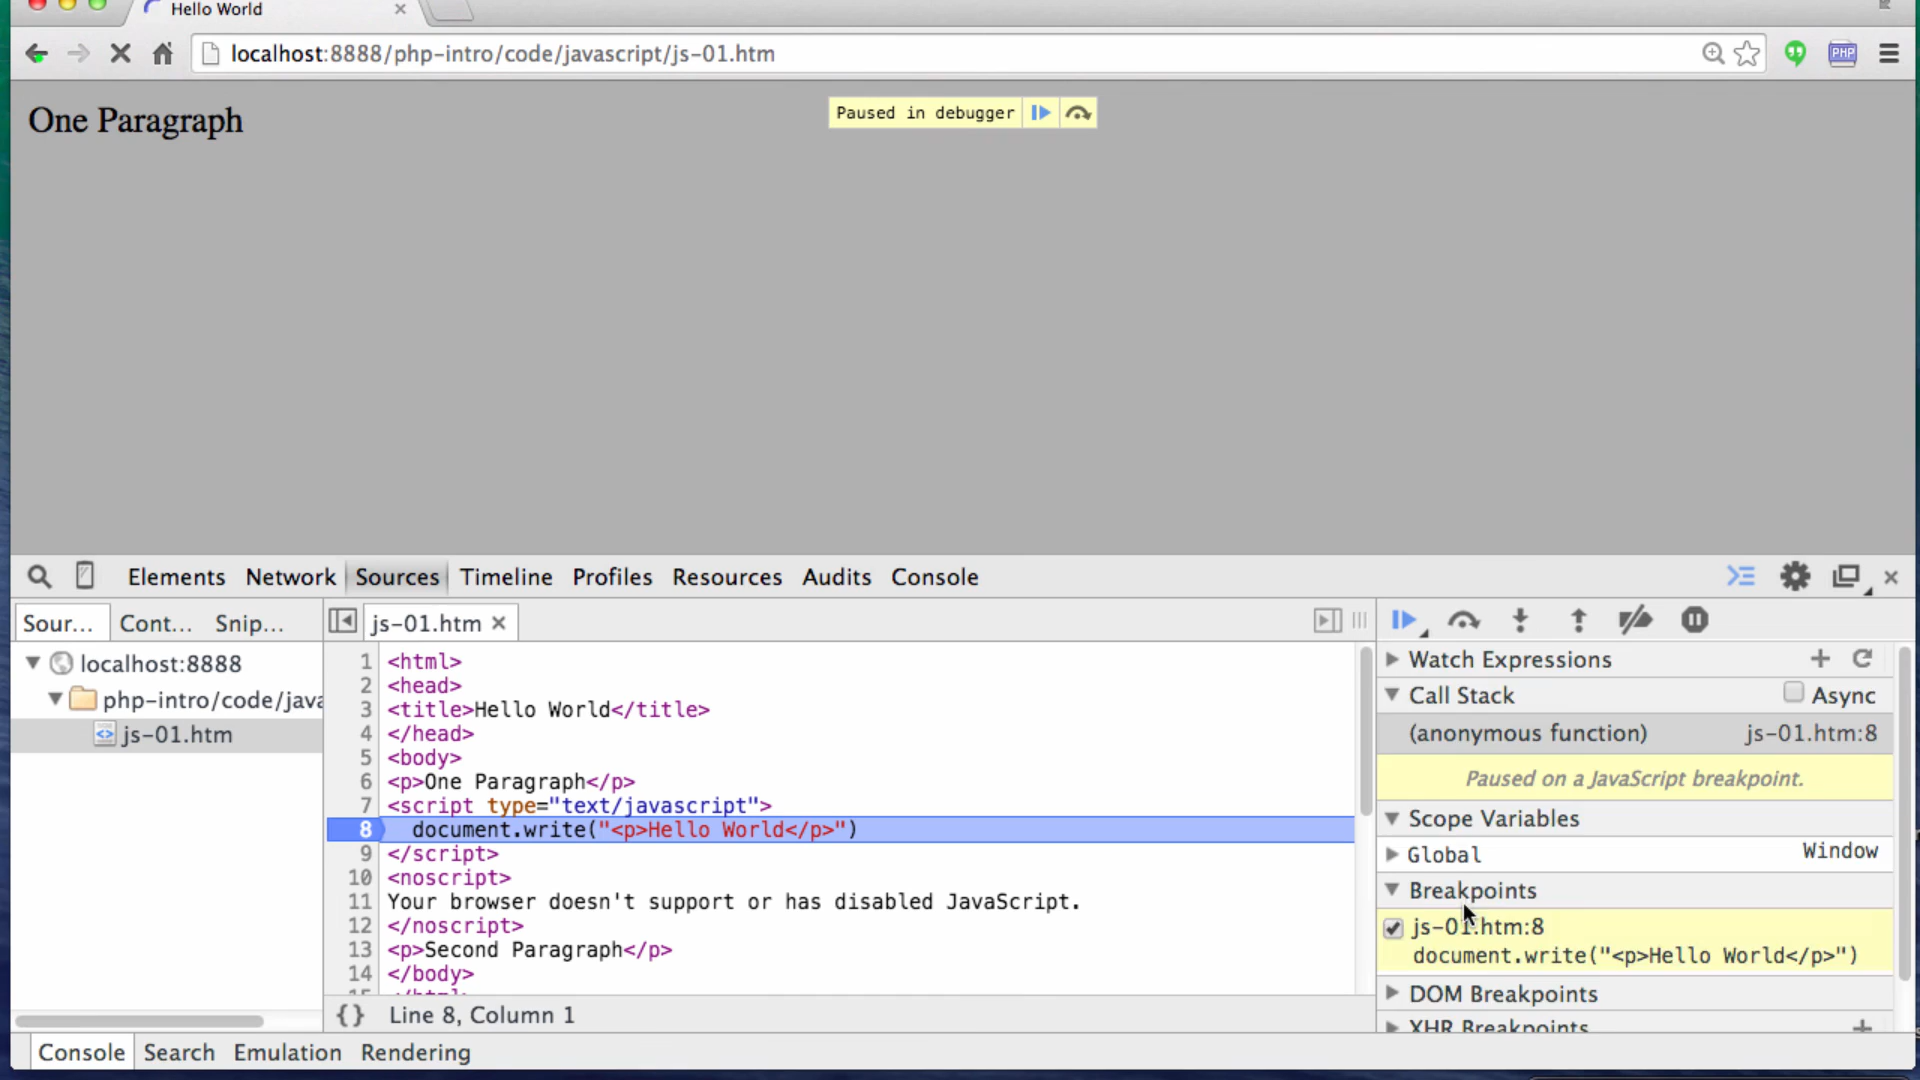 Hello World
localhost:8888/php-intro/code/javascript/js-01.htm
PHP
One Paragraph
Paused in debugger
Elements Network Sources Timeline Profiles Resources Audits Console
Sour... Cont... Snip...
js-01.htm
localhost:8888
php-intro/code/java
js-01.htm
1 <html>
2 <head>
3 <title>Hello World</title>
4 </head>
5 <body>
6 <p>One Paragraph</p>
7 <script type="text/javascript">
8 document.write("<p>Hello World</p>")
9 </script>
10 <noscript>
11 Your browser doesn't support or has disabled JavaScript.
12 </noscript>
13 <p>Second Paragraph</p>
14 </body>
15 </html>
{} Line 8, Column 1
Watch Expressions
Call Stack Async
(anonymous function) js-01.htm:8
Paused on a JavaScript breakpoint.
Scope Variables
Global Window
Breakpoints
js-01.htm:8
document.write("<p>Hello World</p>")
DOM Breakpoints
XHR Breakpoints
Console Search Emulation Rendering